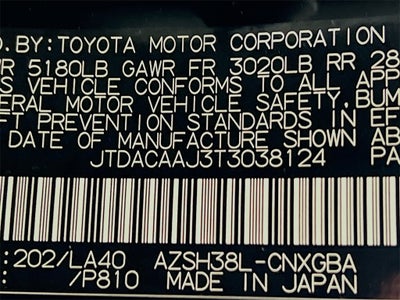 D. BY: TOYOTA MOTOR CORPORATION
WR 5180LB GAWR FR 3020LB RR 28
S VEHICLE CONFORMS TO ALL APP
ERAL MOTOR VEHICLE SAFETY, BUM
FT PREVENTION STANDARDS IN EF
DATE OF MANUFACTURE SHOWN AB
JTDACAAJ3T3038124 PA
:202/LA40 AZSH38L-CNXGBA
/P810 MADE IN JAPAN